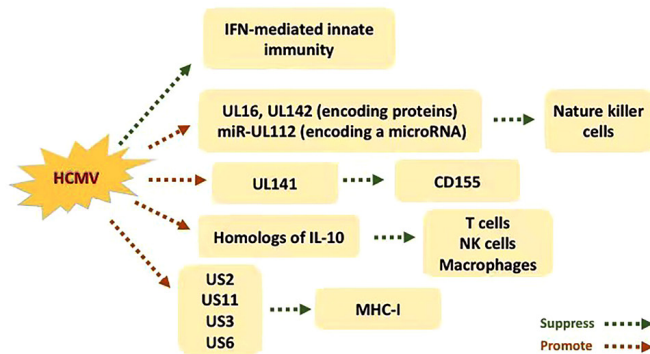 IFN-mediated innate
immunity
UL16, UL142 (encoding proteins)
miR-UL112 (encoding a microRNA)
Nature killer
cells
HCMV
UL141
CD155
Homologs of IL-10
T cells
NK cells
Macrophages
US2
US11
US3
US6
MHC-I
Suppress
Promote